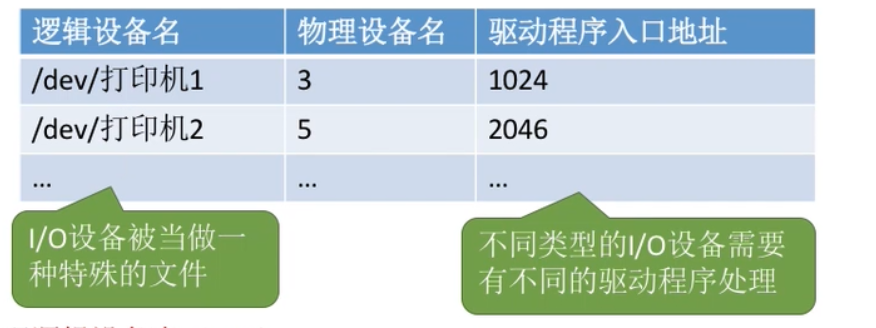 逻辑设备名 物理设备名 驱动程序入口地址
/dev/打印机1 3 1024
/dev/打印机2 5 2046
... ... ...
I/O设备被当做一
种特殊的文件
不同类型的I/O设备需要
有不同的驱动程序处理